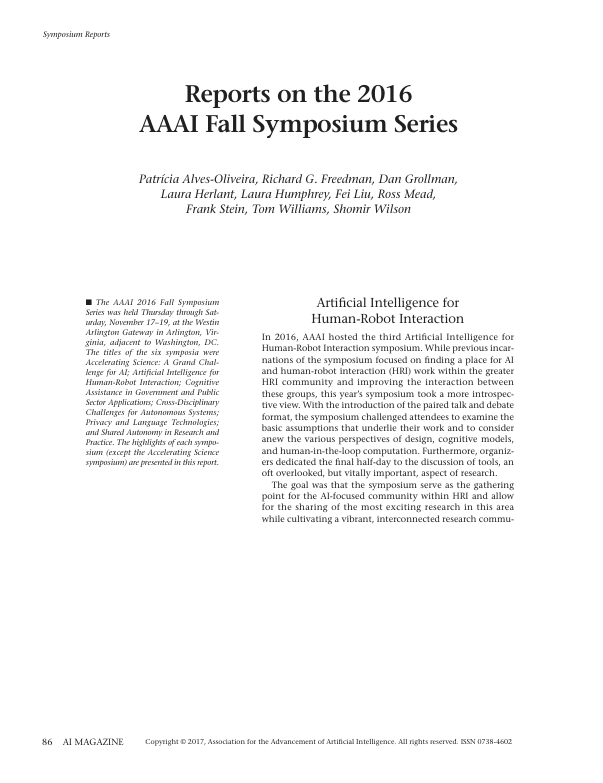 Symposium Reports
Reports on the 2016
AAAI Fall Symposium Series
Patrícia Alves-Oliveira, Richard G. Freedman, Dan Grollman,
Laura Herlant, Laura Humphrey, Fei Liu, Ross Mead,
Frank Stein, Tom Williams, Shomir Wilson
■ The AAAI 2016 Fall Symposium
Series was held Thursday through Sat-
urday, November 17–19, at the Westin
Arlington Gateway in Arlington, Vir-
ginia, adjacent to Washington, DC.
The titles of the six symposia were
Accelerating Science: A Grand Chal-
lenge for AI; Artificial Intelligence for
Human-Robot Interaction; Cognitive
Assistance in Government and Public
Sector Applications; Cross-Disciplinary
Challenges for Autonomous Systems;
Privacy and Language Technologies;
and Shared Autonomy in Research and
Practice. The highlights of each sympo-
sium (except the Accelerating Science
symposium) are presented in this report.
Artificial Intelligence for
Human-Robot Interaction
In 2016, AAAI hosted the third Artificial Intelligence for
Human-Robot Interaction symposium. While previous incar-
nations of the symposium focused on finding a place for AI
and human-robot interaction (HRI) work within the greater
HRI community and improving the interaction between
these groups, this year's symposium took a more introspec-
tive view. With the introduction of the paired talk and debate
format, the symposium challenged attendees to examine the
basic assumptions that underlie their work and to consider
anew the various perspectives of design, cognitive models,
and human-in-the-loop computation. Furthermore, organiz-
ers dedicated the final half-day to the discussion of tools, an
oft overlooked, but vitally important, aspect of research.
The goal was that the symposium serve as the gathering
point for the AI-focused community within HRI and allow
for the sharing of the most exciting research in this area
while cultivating a vibrant, interconnected research commu-
86 AI MAGAZINE Copyright © 2017, Association for the Advancement of Artificial Intelligence. All rights reserved. ISSN 0738-4602